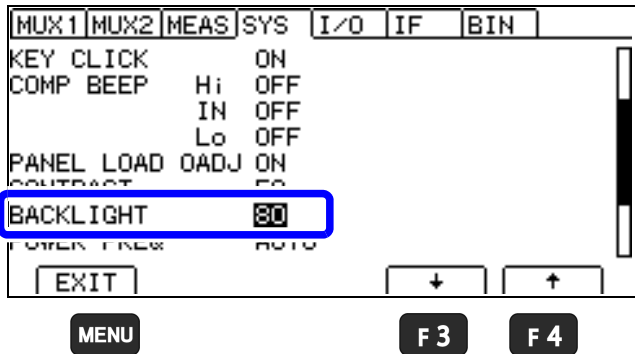 MUX1 MUX2 MEAS SYS I/O IF BIN
KEY CLICK ON
COMP BEEP Hi OFF
IN OFF
Lo OFF
PANEL LOAD OADJ ON
BACKLIGHT 80
EXIT ↓ ↑
MENU F3 F4